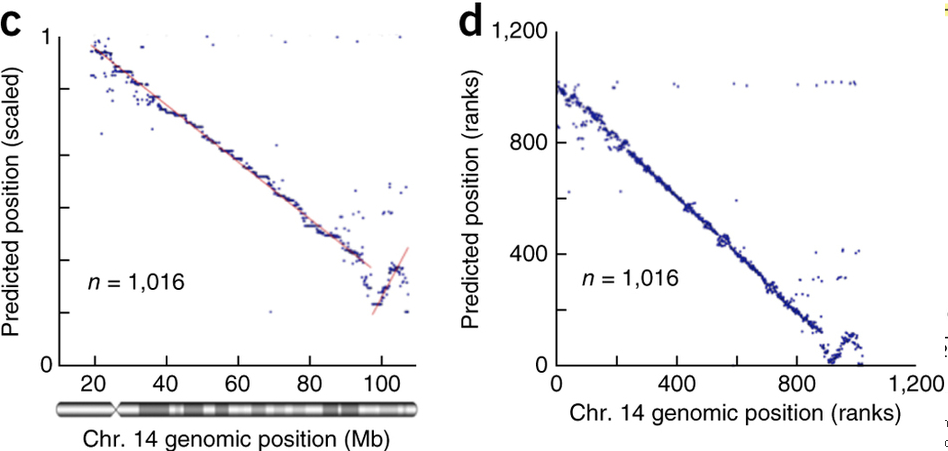 c
Predicted position (scaled)
1
0
n = 1,016
20 40 60 80 100
Chr. 14 genomic position (Mb)
d
Predicted position (ranks)
1,200
800
400
0
n = 1,016
0 400 800 1,200
Chr. 14 genomic position (ranks)